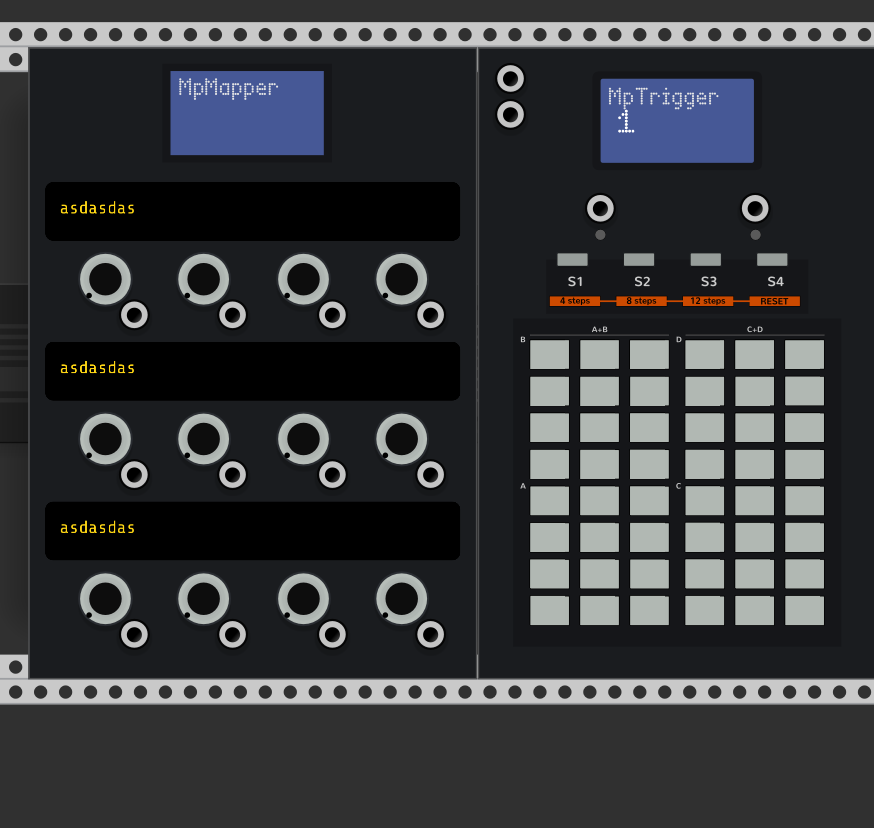 MpMapper
asdasdas
asdasdas
asdasdas
MpTrigger
1
S1 S2 S3 S4
4 steps 8 steps 12 steps RESET
A+B C+D
B D
A C